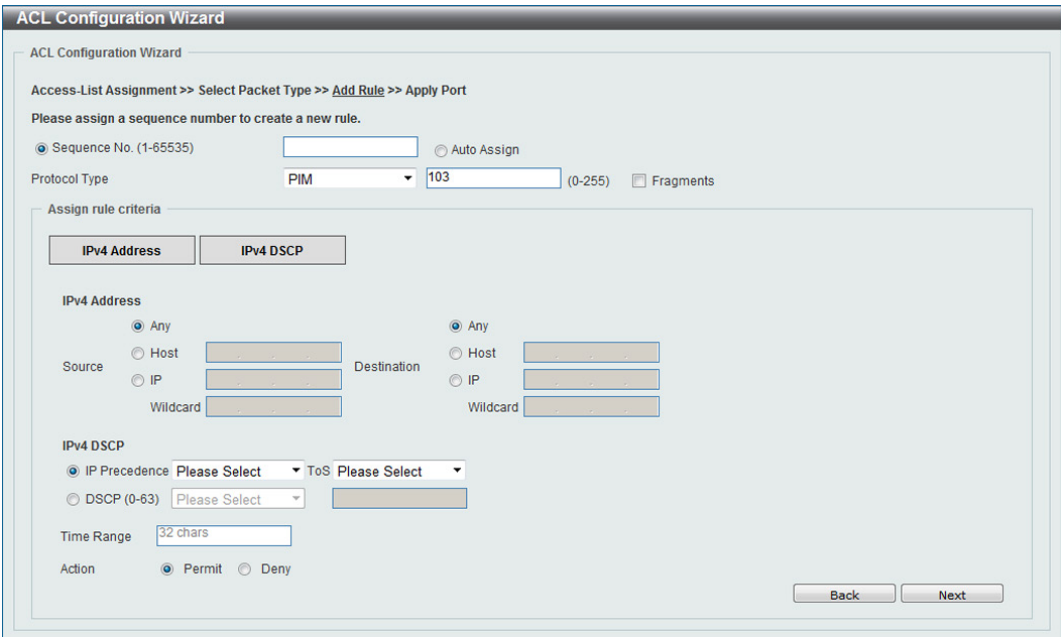 ACL Configuration Wizard
ACL Configuration Wizard
Access-List Assignment >> Select Packet Type >> Add Rule >> Apply Port
Please assign a sequence number to create a new rule.
Sequence No. (1-65535) Auto Assign
Protocol Type PIM 103 (0-255) Fragments
Assign rule criteria
IPv4 Address IPv4 DSCP
IPv4 Address
Any Any
Host Host
Source Destination
IP IP
Wildcard Wildcard
IPv4 DSCP
IP Precedence Please Select ToS Please Select
DSCP (0-63) Please Select
Time Range 32 chars
Action Permit Deny
Back Next